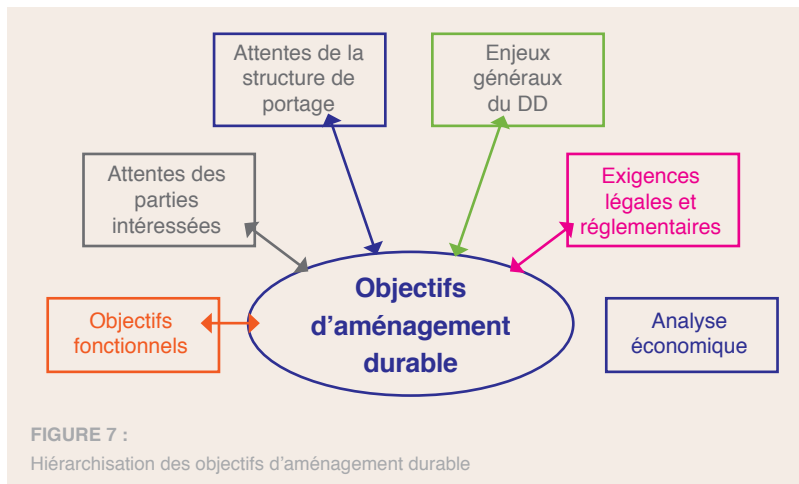 Attentes de la
structure de
portage
Enjeux
généraux
du DD
Attentes des
parties
intéressées
Exigences
légales et
réglementaires
Objectifs
fonctionnels
Objectifs
d'aménagement
durable
Analyse
économique
FIGURE 7 :
Hiérarchisation des objectifs d'aménagement durable